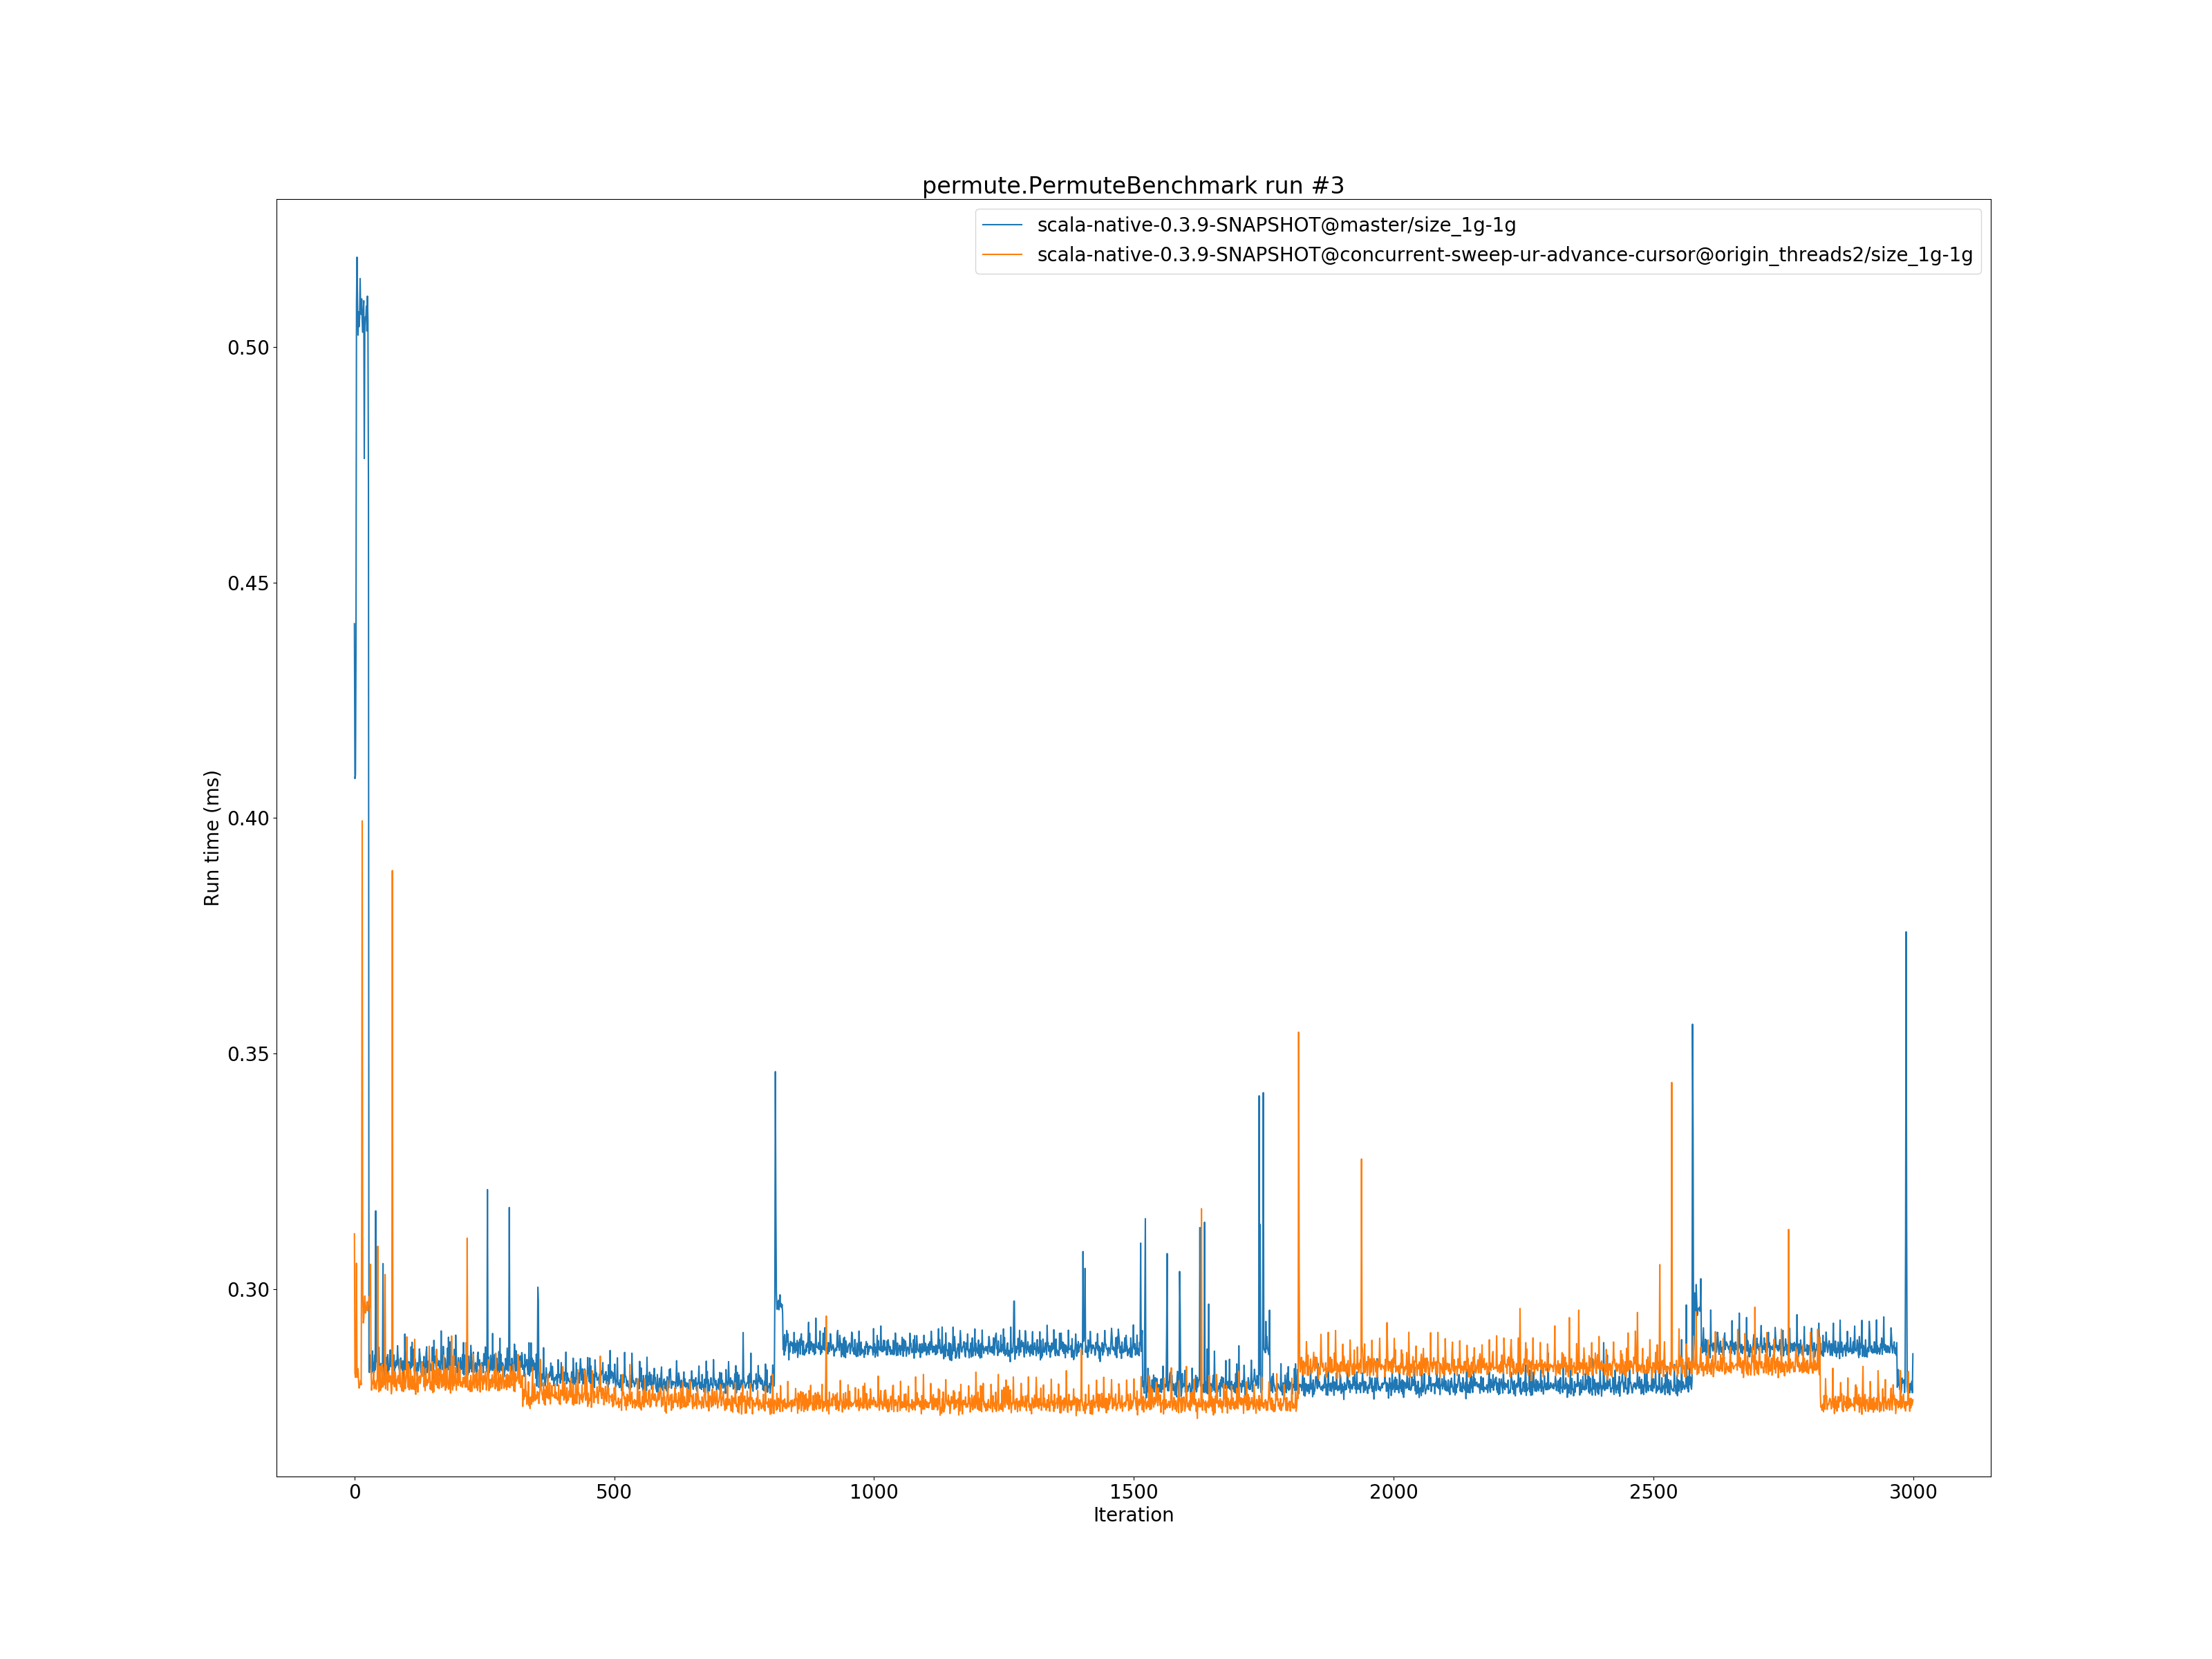 permute.PermuteBenchmark run #3
scala-native-0.3.9-SNAPSHOT@master/size_1g-1g
scala-native-0.3.9-SNAPSHOT@concurrent-sweep-ur-advance-cursor@origin_threads2/size_1g-1g
Run time (ms)
0.50
0.45
0.40
0.35
0.30
0 500 1000 1500 2000 2500 3000
Iteration